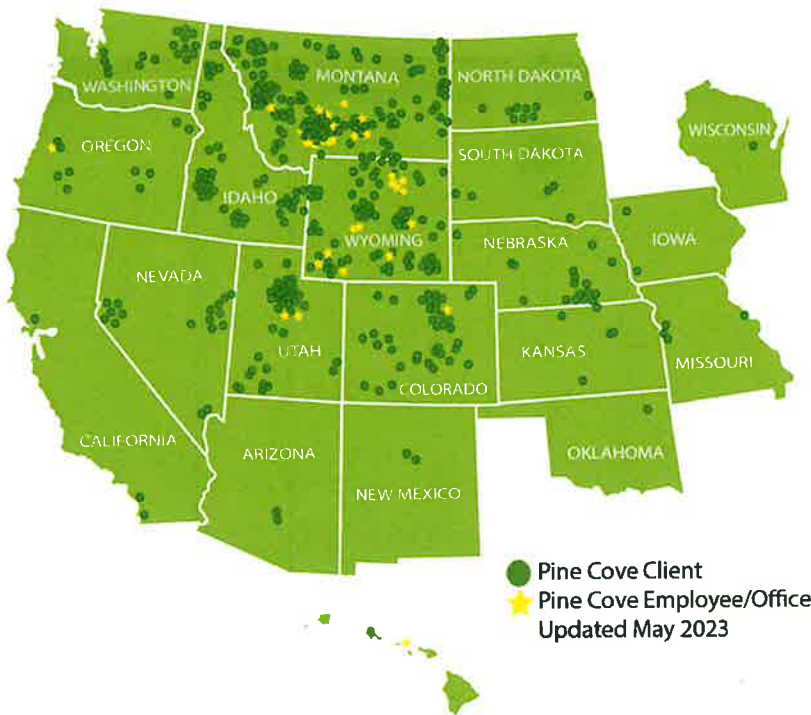 WASHINGTON
MONTANA
NORTH DAKOTA
WISCONSIN
OREGON
SOUTH DAKOTA
IDAHO
WYOMING
NEBRASKA
IOWA
NEVADA
UTAH
COLORADO
KANSAS
MISSOURI
CALIFORNIA
ARIZONA
NEW MEXICO
OKLAHOMA
Pine Cove Client
Pine Cove Employee/Office
Updated May 2023